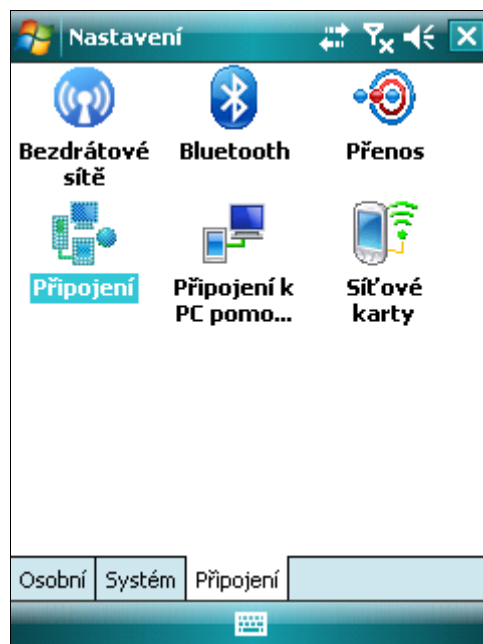 Nastavení
Bezdrátové sítě
Bluetooth
Přenos
Připojení
Připojení k PC pomo...
Síťové karty
Osobní
Systém
Připojení